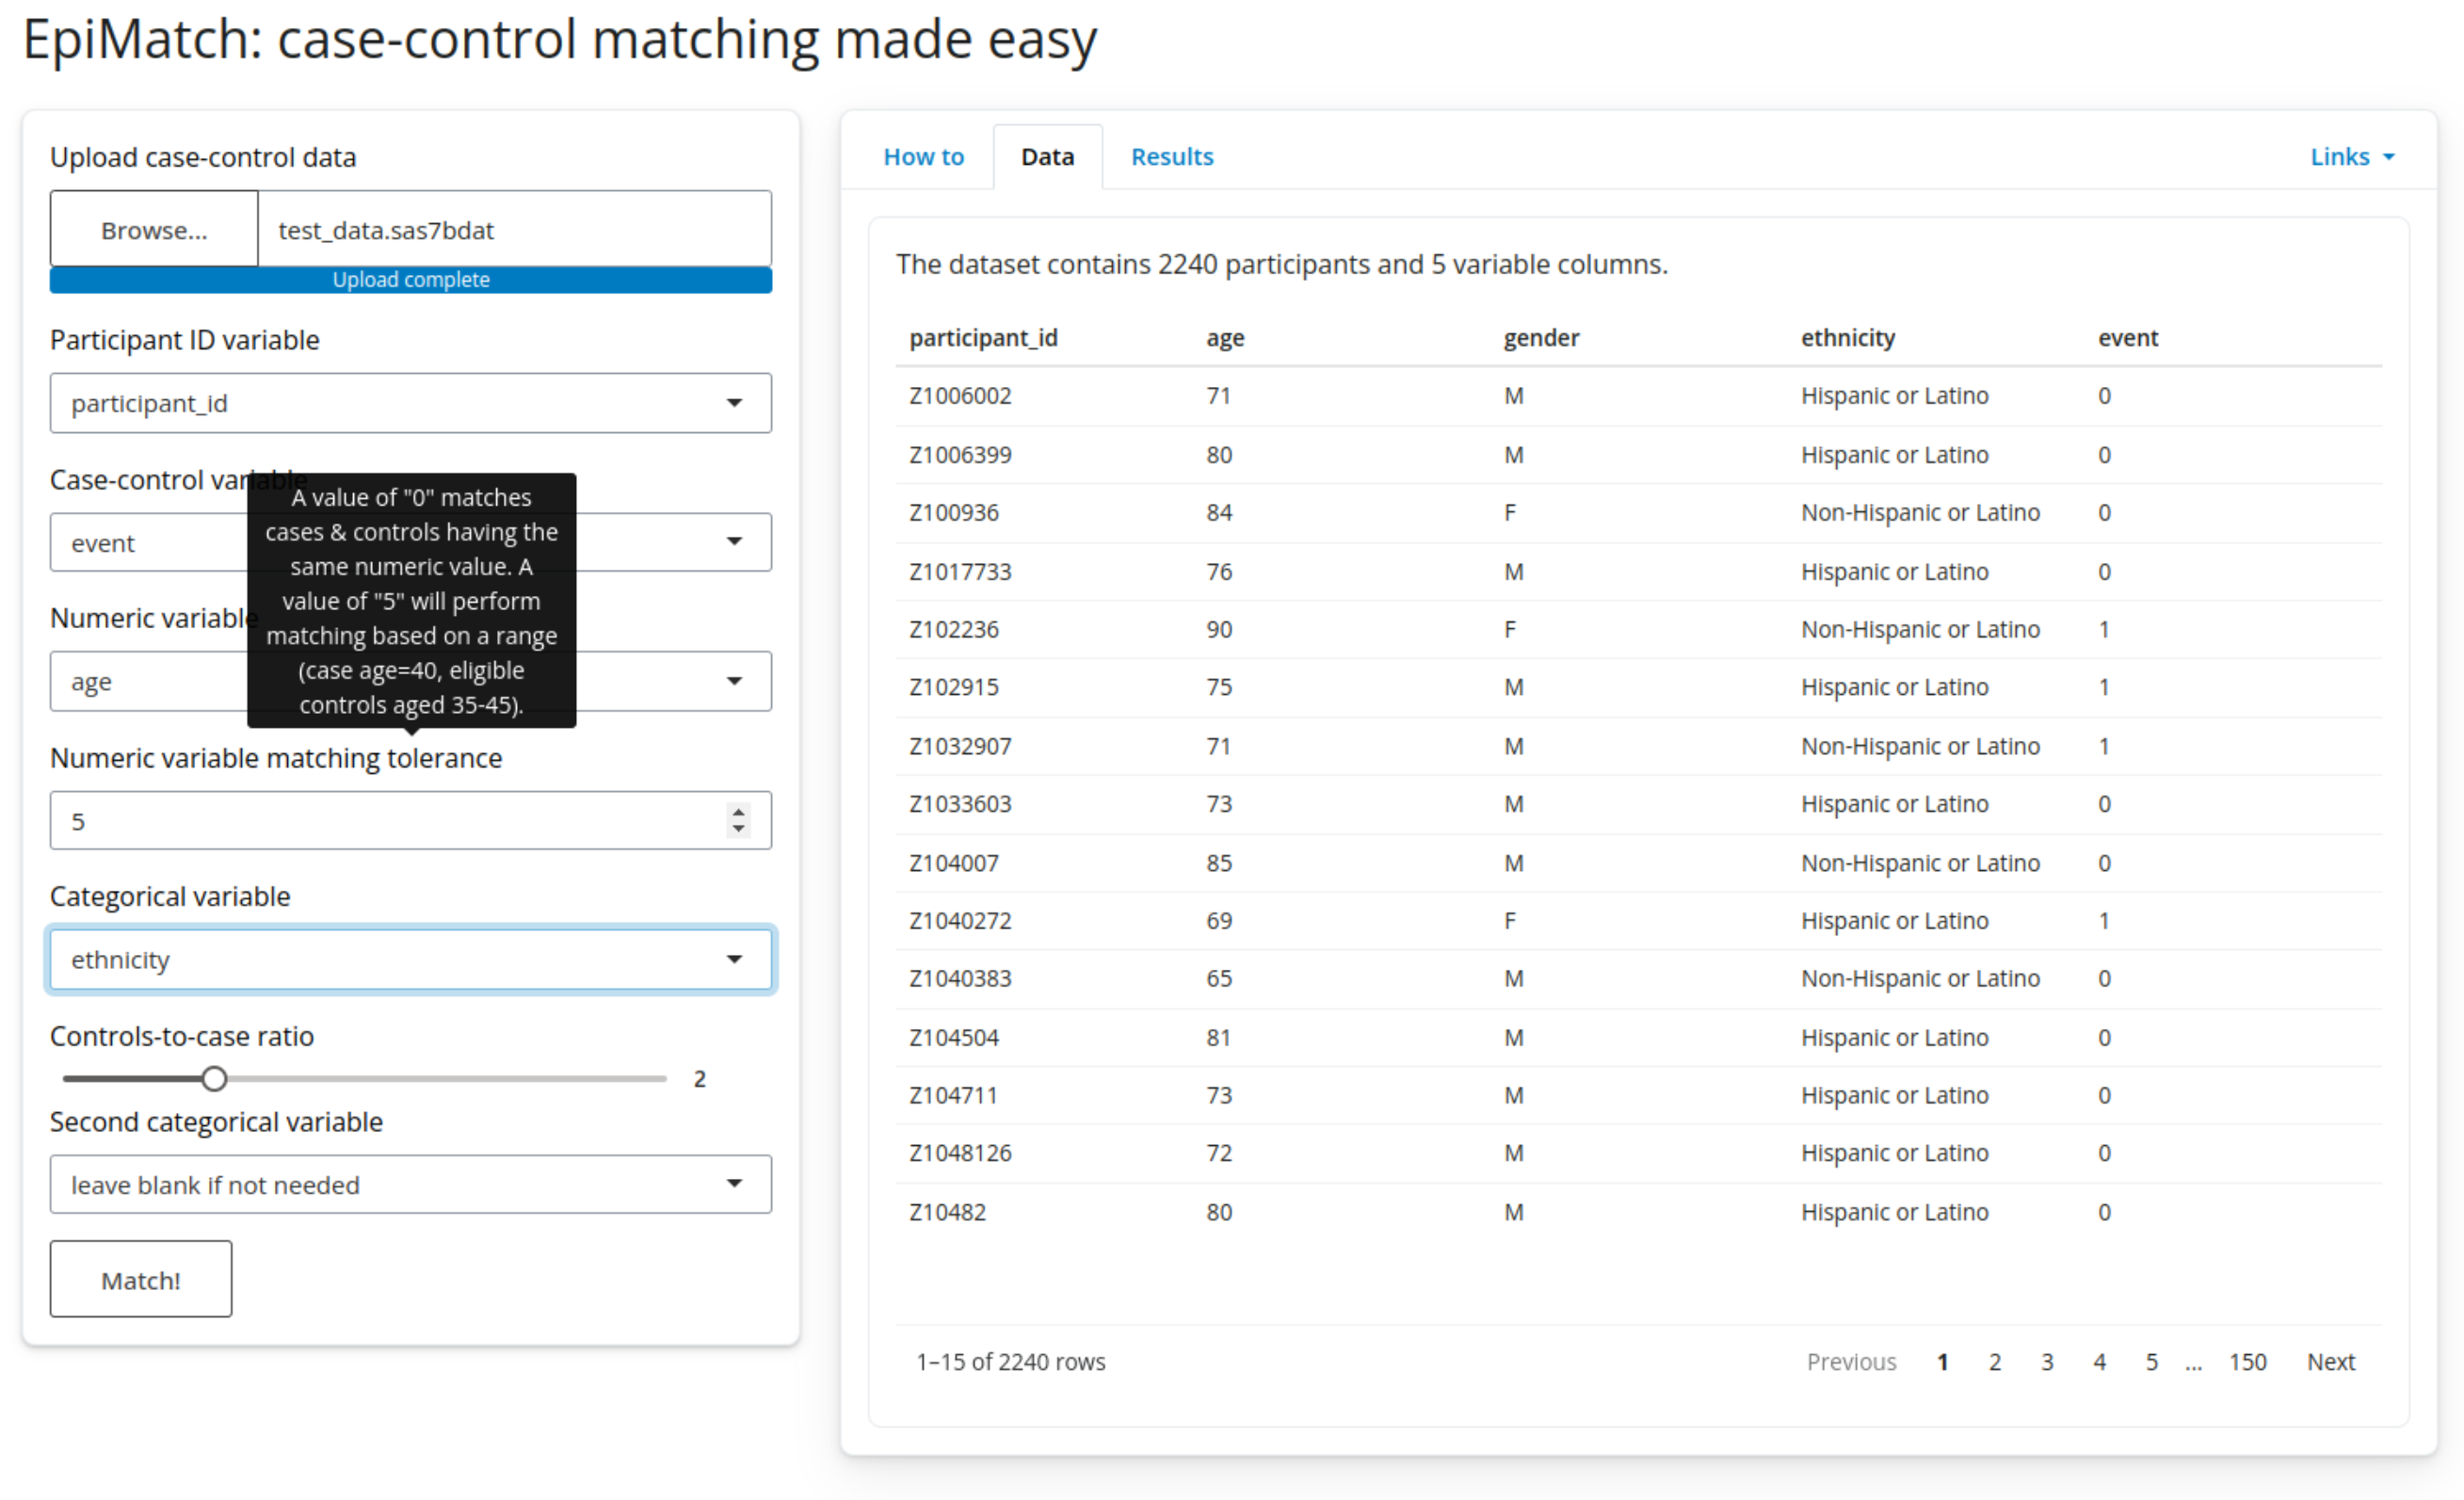 EpiMatch: case-control matching made easy
Upload case-control data
Browse... test_data.sas7bdat
Upload complete
Participant ID variable
participant_id
Case-control variable
event
Numeric variable
age
A value of "0" matches
cases & controls having the
same numeric value. A
value of "5" will perform
matching based on a range
(case age=40, eligible
controls aged 35-45).
Numeric variable matching tolerance
5
Categorical variable
ethnicity
Controls-to-case ratio
2
Second categorical variable
leave blank if not needed
Match!
How to Data Results Links
The dataset contains 2240 participants and 5 variable columns.
participant_id age gender ethnicity event
Z1006002 71 M Hispanic or Latino 0
Z1006399 80 M Hispanic or Latino 0
Z100936 84 F Non-Hispanic or Latino 0
Z1017733 76 M Hispanic or Latino 0
Z102236 90 F Non-Hispanic or Latino 1
Z102915 75 M Hispanic or Latino 1
Z1032907 71 M Non-Hispanic or Latino 1
Z1033603 73 M Hispanic or Latino 0
Z104007 85 M Non-Hispanic or Latino 0
Z1040272 69 F Hispanic or Latino 1
Z1040383 65 M Non-Hispanic or Latino 0
Z104504 81 M Hispanic or Latino 0
Z104711 73 M Hispanic or Latino 0
Z1048126 72 M Hispanic or Latino 0
Z10482 80 M Hispanic or Latino 0
1–15 of 2240 rows Previous 1 2 3 4 5 ... 150 Next